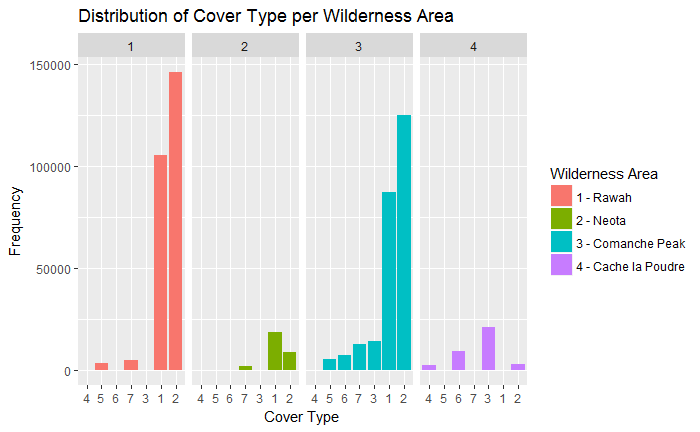 Distribution of Cover Type per Wilderness Area
1 2 3 4
150000
100000
50000
0
Frequency
4 5 6 7 3 1 2 4 5 6 7 3 1 2 4 5 6 7 3 1 2 4 5 6 7 3 1 2
Cover Type
Wilderness Area
1 - Rawah
2 - Neota
3 - Comanche Peak
4 - Cache la Poudre